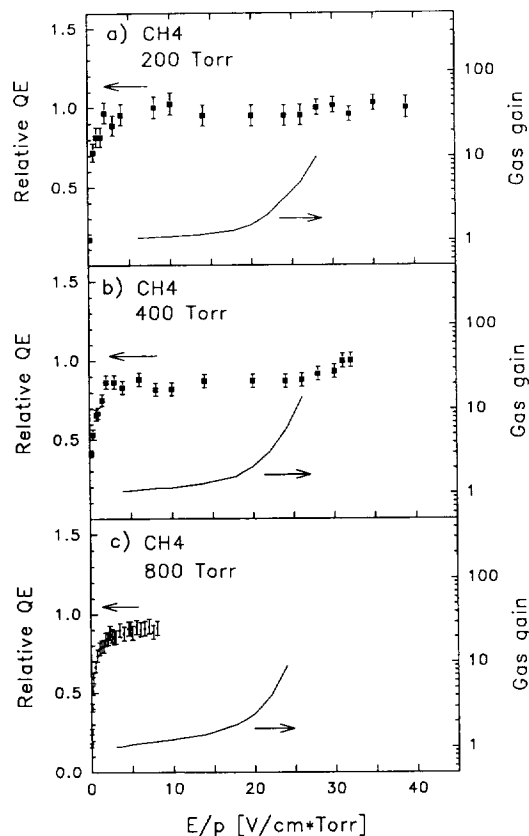 1.5
a) CH4
200 Torr
100
1.0
10
0.5
1
Relative QE
Gas gain
1.5
b) CH4
400 Torr
100
1.0
10
0.5
1
Relative QE
Gas gain
1.5
c) CH4
800 Torr
100
1.0
10
0.5
1
0.0
Relative QE
Gas gain
0 10 20 30 40
E/p [V/cm*Torr]